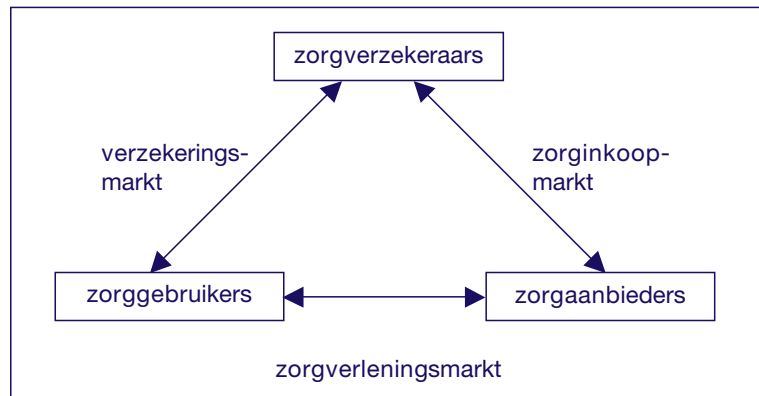 zorgverzekeraars
verzekerings-
markt
zorginkoop-
markt
zorggebruikers
zorgaanbieders
zorgverleningsmarkt